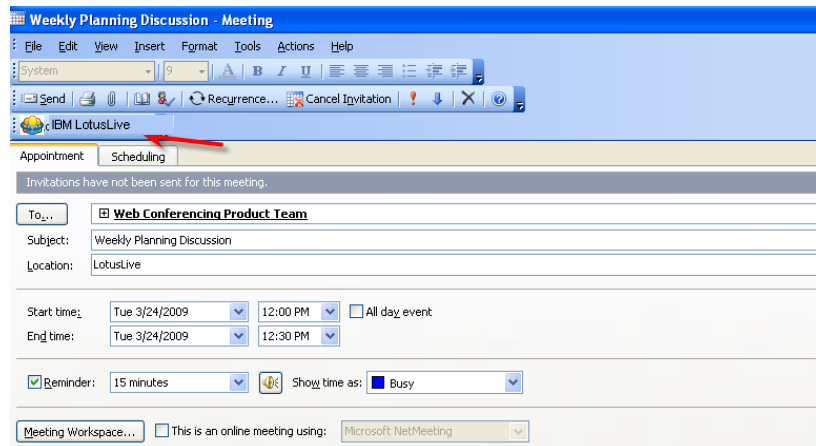 Weekly Planning Discussion - Meeting
File Edit View Insert Format Tools Actions Help
System 9 A B I U
Send Recurrence... Cancel Invitation
IBM LotusLive
Appointment Scheduling
Invitations have not been sent for this meeting.
To... Web Conferencing Product Team
Subject: Weekly Planning Discussion
Location: LotusLive
Start time: Tue 3/24/2009 12:00 PM All day event
End time: Tue 3/24/2009 12:30 PM
Reminder: 15 minutes Show time as: Busy
Meeting Workspace... This is an online meeting using: Microsoft NetMeeting